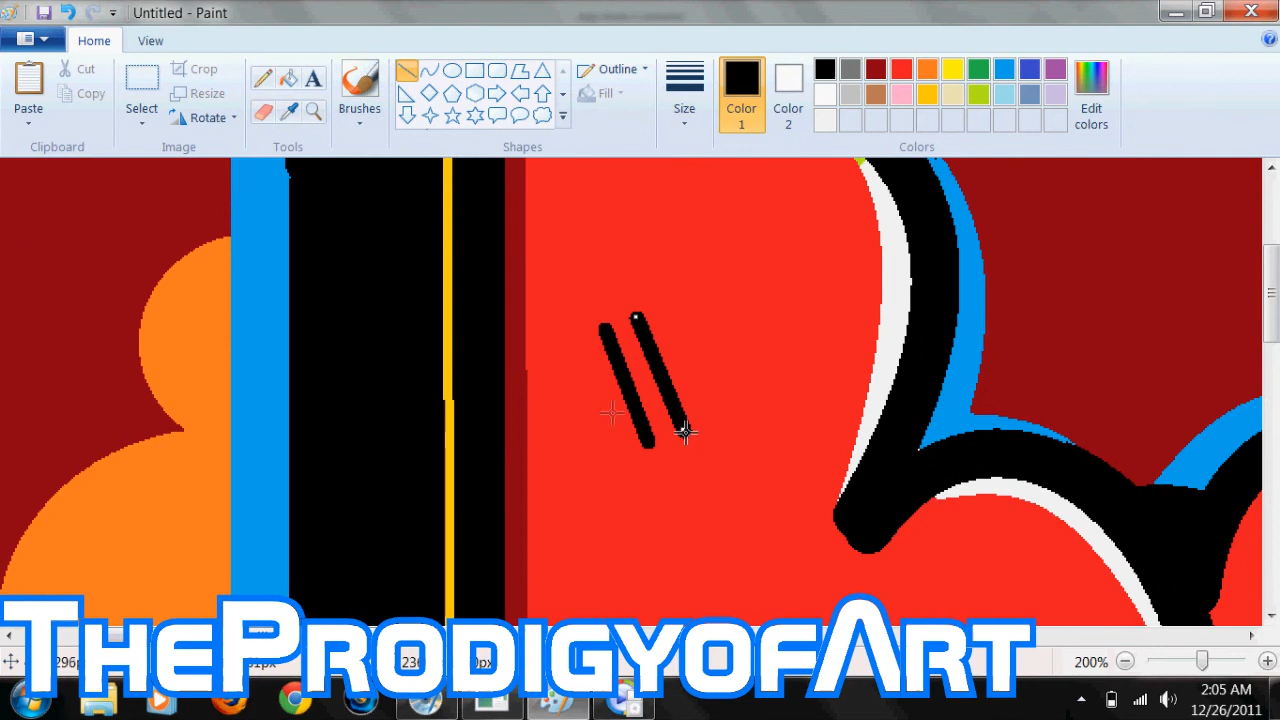 Untitled - Paint
Home View
Paste
Cut
Copy
Clipboard
Select
Crop
Resize
Rotate
Image
Tools
Brushes
Shapes
Outline
Fill
Size
Color 1
Color 2
Edit colors
Colors
TheProdigyofArt
200%
2:05 AM
12/26/2011